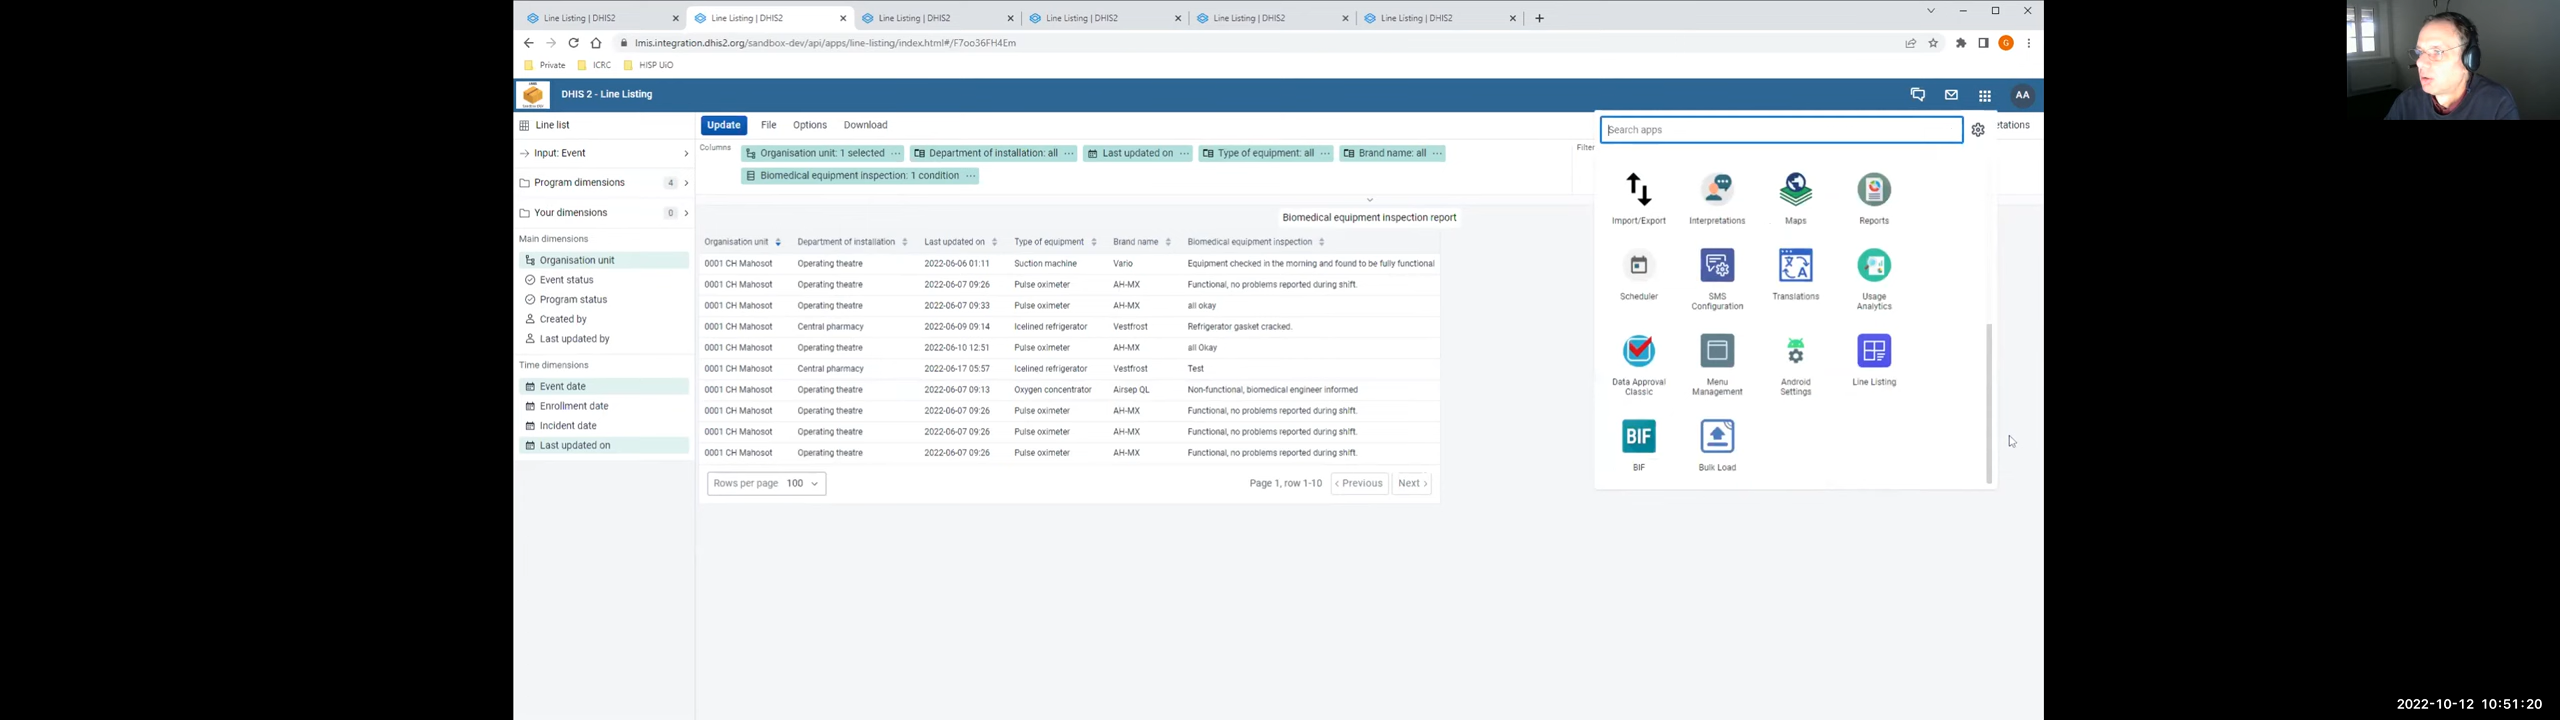 Line Listing | DHIS2
Line Listing | DHIS2
Line Listing | DHIS2
Line Listing | DHIS2
Line Listing | DHIS2
Line Listing | DHIS2
lmis.integration.dhis2.org/sandbox-dev/api/apps/line-listing/index.html#/F7oo36FH4Em
G
Private ICRC HISP UiO
DHIS 2 - Line Listing
AA
Line list
Update File Options Download
Search apps
etations
Input: Event
Columns
Organisation unit: 1 selected
Department of installation: all
Last updated on
Type of equipment: all
Brand name: all
Filter
Biomedical equipment inspection: 1 condition
Program dimensions 4
Your dimensions 0
Main dimensions
Organisation unit
Event status
Program status
Created by
Last updated by
Time dimensions
Event date
Enrollment date
Incident date
Last updated on
Biomedical equipment inspection report
Organisation unit Department of installation Last updated on Type of equipment Brand name Biomedical equipment inspection
0001 CH Mahosot Operating theatre 2022-06-06 01:11 Suction machine Vario Equipment checked in the morning and found to be fully functional
0001 CH Mahosot Operating theatre 2022-06-07 09:26 Pulse oximeter AH-MX Functional, no problems reported during shift.
0001 CH Mahosot Operating theatre 2022-06-07 09:33 Pulse oximeter AH-MX all okay
0001 CH Mahosot Central pharmacy 2022-06-09 09:14 Icelined refrigerator Vestfrost Refrigerator gasket cracked.
0001 CH Mahosot Operating theatre 2022-06-10 12:51 Pulse oximeter AH-MX all Okay
0001 CH Mahosot Central pharmacy 2022-06-17 05:57 Icelined refrigerator Vestfrost Test
0001 CH Mahosot Operating theatre 2022-06-07 09:13 Oxygen concentrator Airsep QL Non-functional, biomedical engineer informed
0001 CH Mahosot Operating theatre 2022-06-07 09:26 Pulse oximeter AH-MX Functional, no problems reported during shift.
0001 CH Mahosot Operating theatre 2022-06-07 09:26 Pulse oximeter AH-MX Functional, no problems reported during shift.
0001 CH Mahosot Operating theatre 2022-06-07 09:26 Pulse oximeter AH-MX Functional, no problems reported during shift.
Rows per page 100
Page 1, row 1-10 Previous Next
Import/Export Interpretations Maps Reports
Scheduler
SMS Configuration
Translations
Usage Analytics
Data Approval Classic
Menu Management
Android Settings
Line Listing
BIF
BIF
Bulk Load
2022-10-12 10:51:20